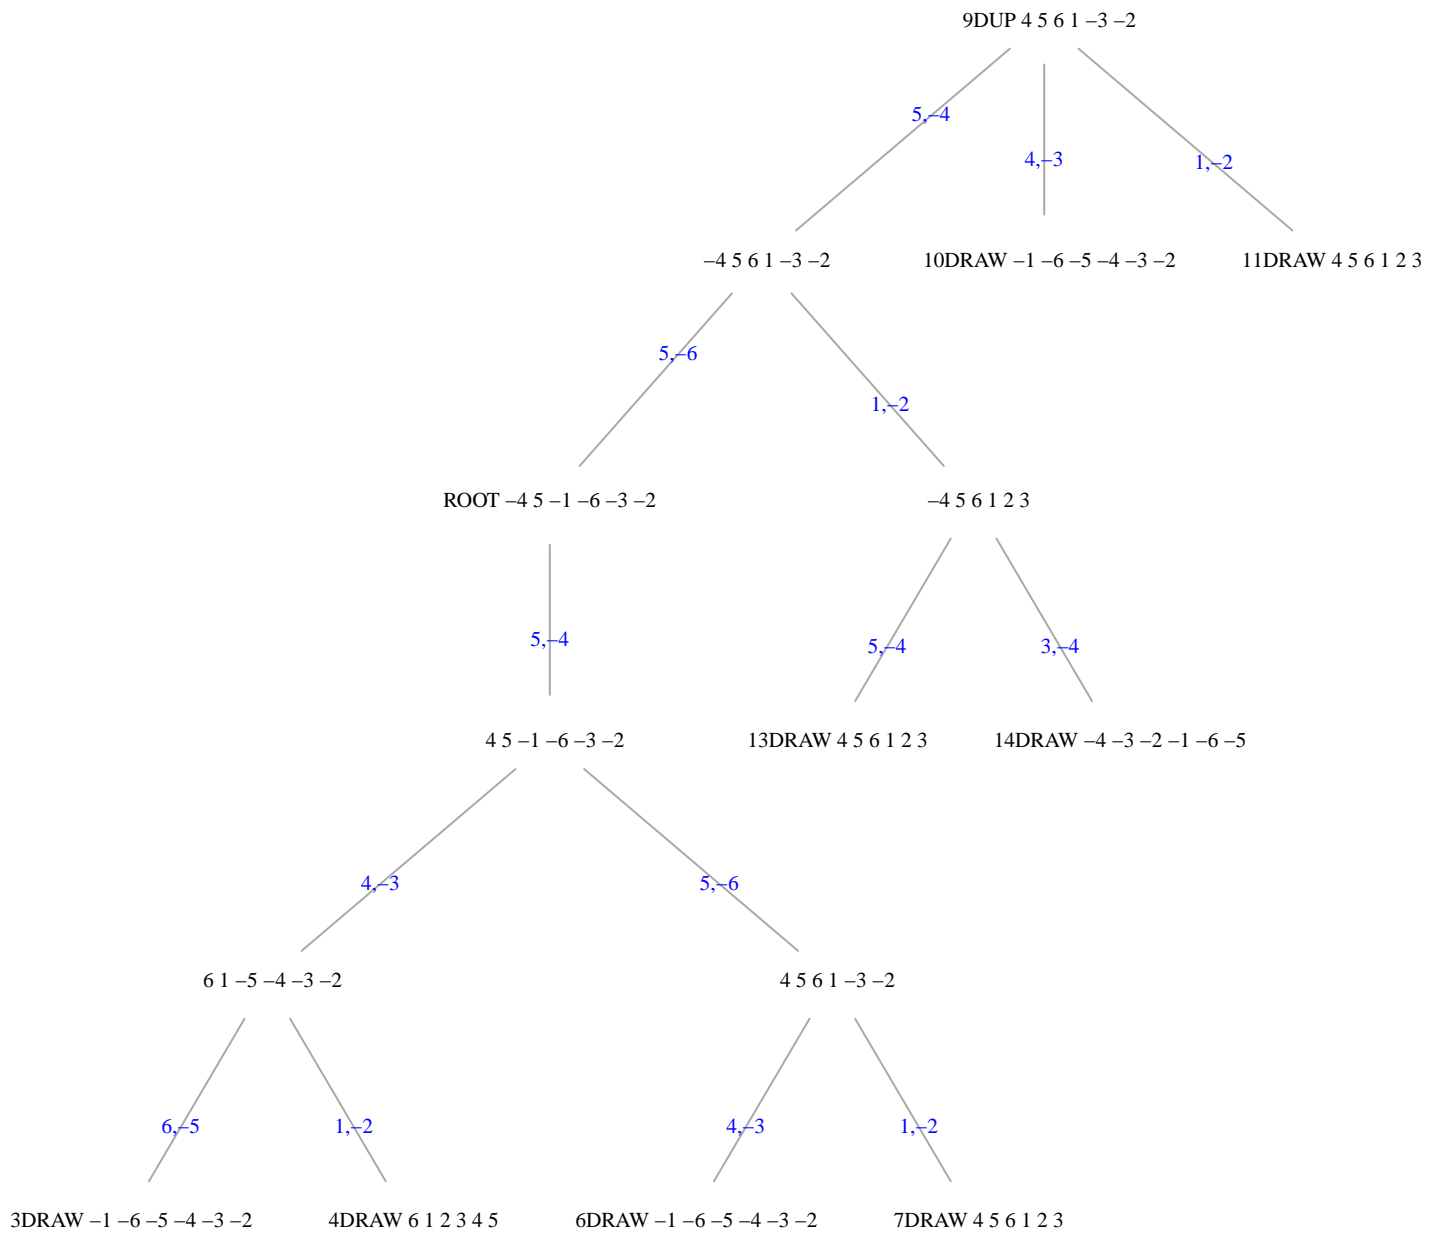 9DUP 4 5 6 1 –3 –2
5,–4
4,–3
1,–2
–4 5 6 1 –3 –2
10DRAW –1 –6 –5 –4 –3 –2
11DRAW 4 5 6 1 2 3
5,–6
1,–2
ROOT –4 5 –1 –6 –3 –2
–4 5 6 1 2 3
5,–4
5,–4
3,–4
4 5 –1 –6 –3 –2
13DRAW 4 5 6 1 2 3
14DRAW –4 –3 –2 –1 –6 –5
4,–3
5,–6
6 1 –5 –4 –3 –2
4 5 6 1 –3 –2
6,–5
1,–2
4,–3
1,–2
3DRAW –1 –6 –5 –4 –3 –2
4DRAW 6 1 2 3 4 5
6DRAW –1 –6 –5 –4 –3 –2
7DRAW 4 5 6 1 2 3